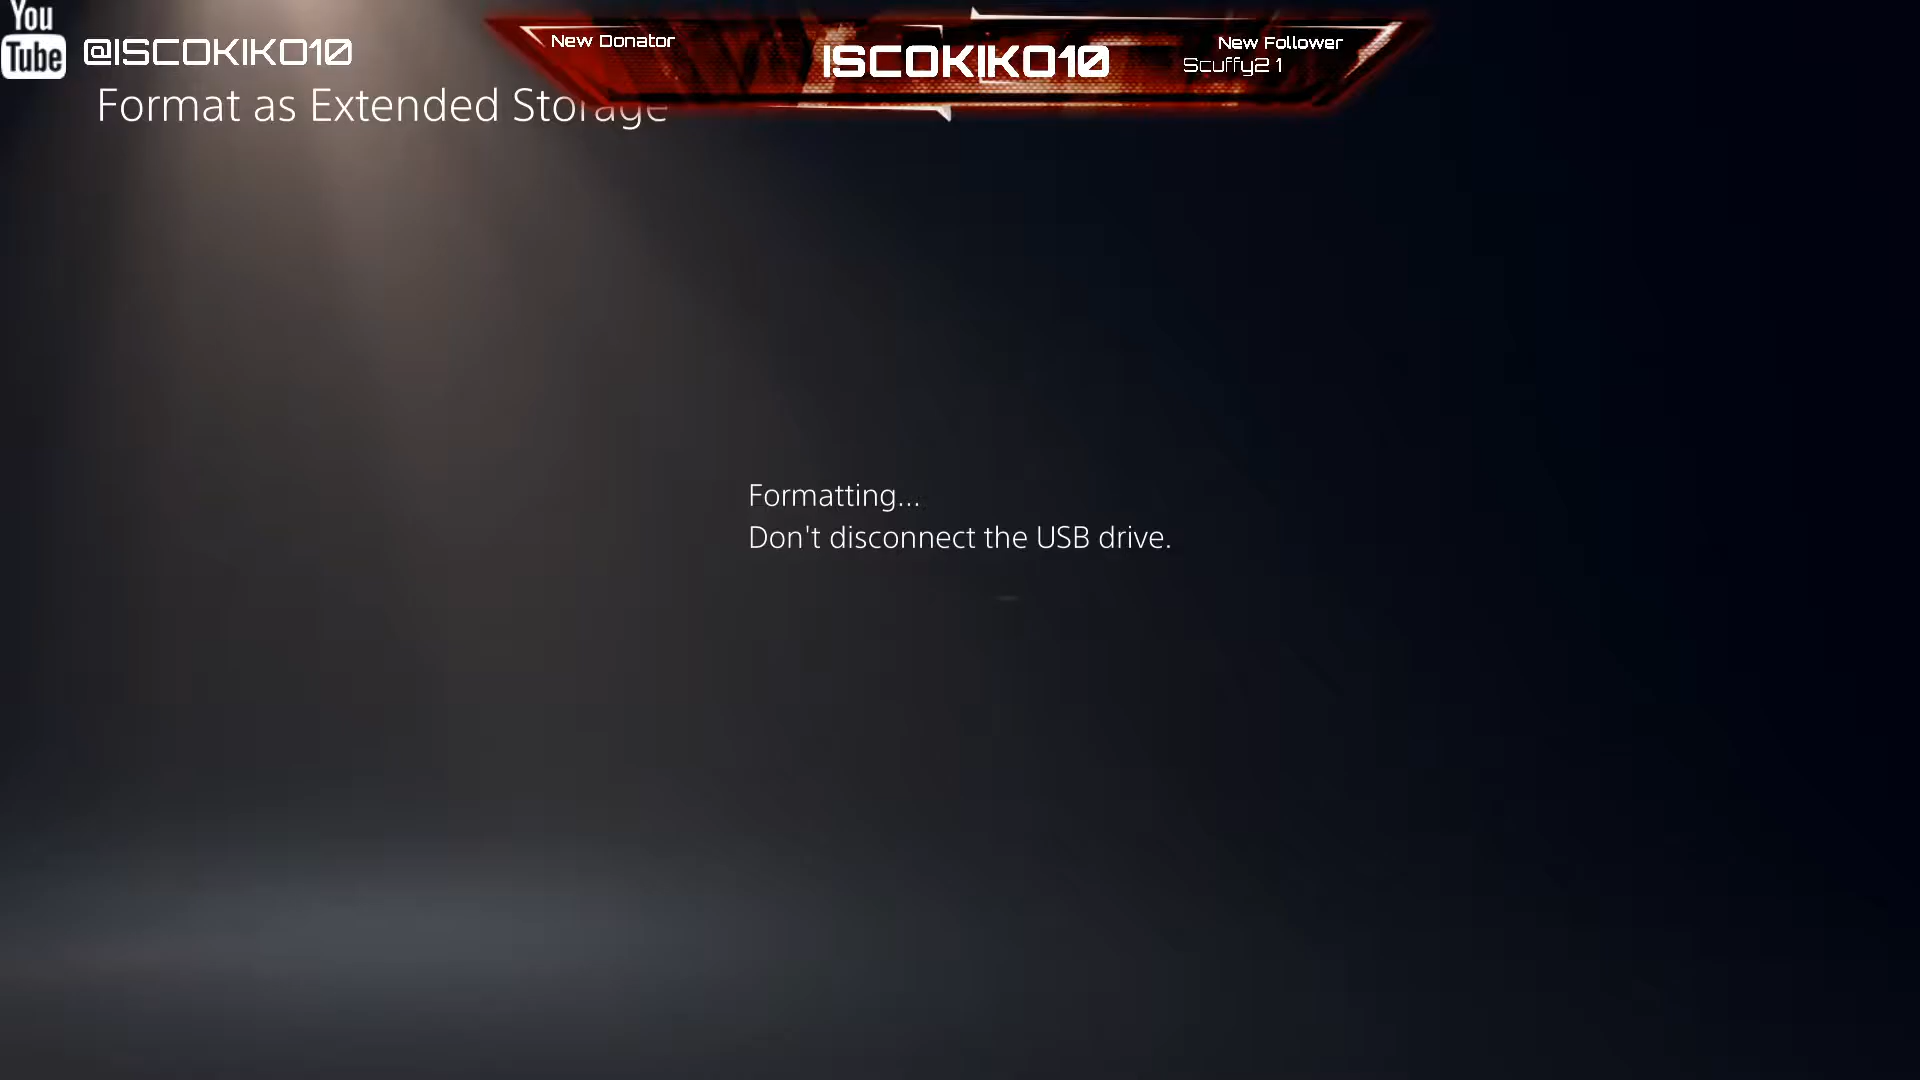 You
Tube
@ISCOKIKO10
New Donator
ISCOKIKO10
New Follower
Scuffy21
Format as Extended Storage
Formatting...
Don't disconnect the USB drive.